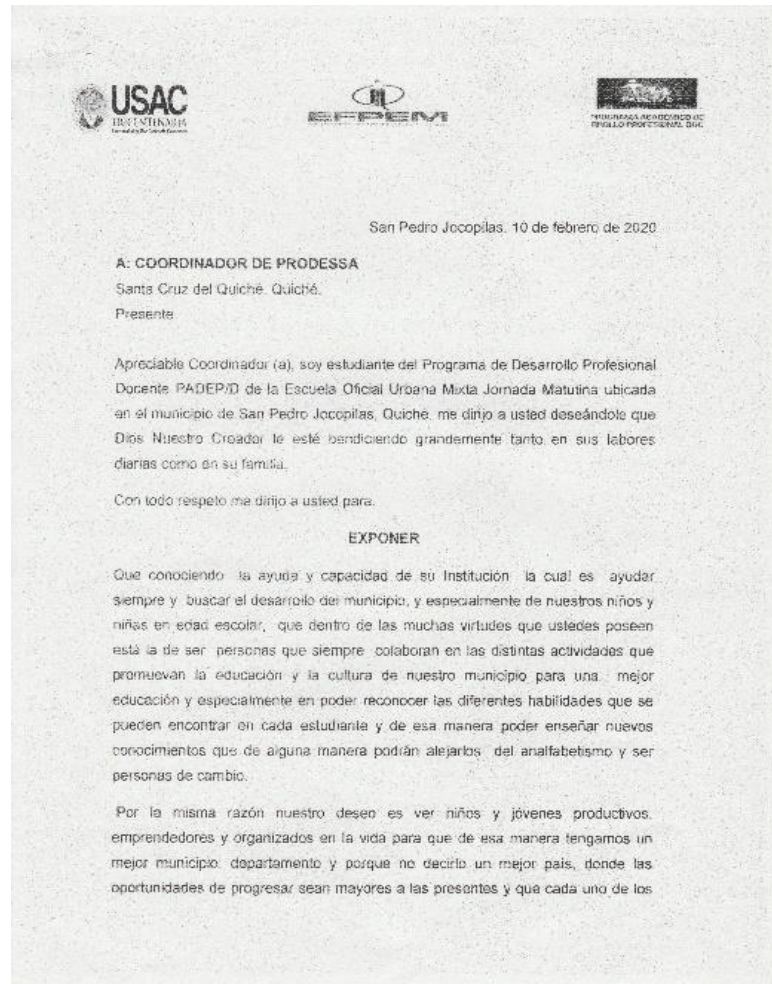 USAC
TRICENTENARIA
EFPEM
PROGRAMA ACADÉMICO DE
San Pedro Jocopilas, 10 de febrero de 2020
A: COORDINADOR DE PRODESSA
Santa Cruz del Quiché, Quiché.
Presente
Apreciable Coordinador (a), soy estudiante del Programa de Desarrollo Profesional
Docente PADEP/D de la Escuela Oficial Urbana Mixta Jornada Matutina ubicada
en el municipio de San Pedro Jocopilas, Quiché, me dirijo a usted deseándole que
Dios Nuestro Creador le esté bendiciendo grandemente tanto en sus labores
diarias como en su familia.
Con todo respeto me dirijo a usted para.
EXPONER
Que conociendo la ayuda y capacidad de su Institución la cual es ayudar
siempre y buscar el desarrollo del municipio, y especialmente de nuestros niños y
niñas en edad escolar, que dentro de las muchas virtudes que ustedes poseen
está la de ser personas que siempre colaboran en las distintas actividades que
promuevan la educación y la cultura de nuestro municipio para una mejor
educación y especialmente en poder reconocer las diferentes habilidades que se
pueden encontrar en cada estudiante y de esa manera poder enseñar nuevos
conocimientos que de alguna manera podrán alejarlos del analfabetismo y ser
personas de cambio.
Por la misma razón nuestro deseo es ver niños y jóvenes productivos,
emprendedores y organizados en la vida para que de esa manera tengamos un
mejor municipio, departamento y porque no decirlo un mejor país, donde las
oportunidades de progresar sean mayores a las presentes y que cada uno de los